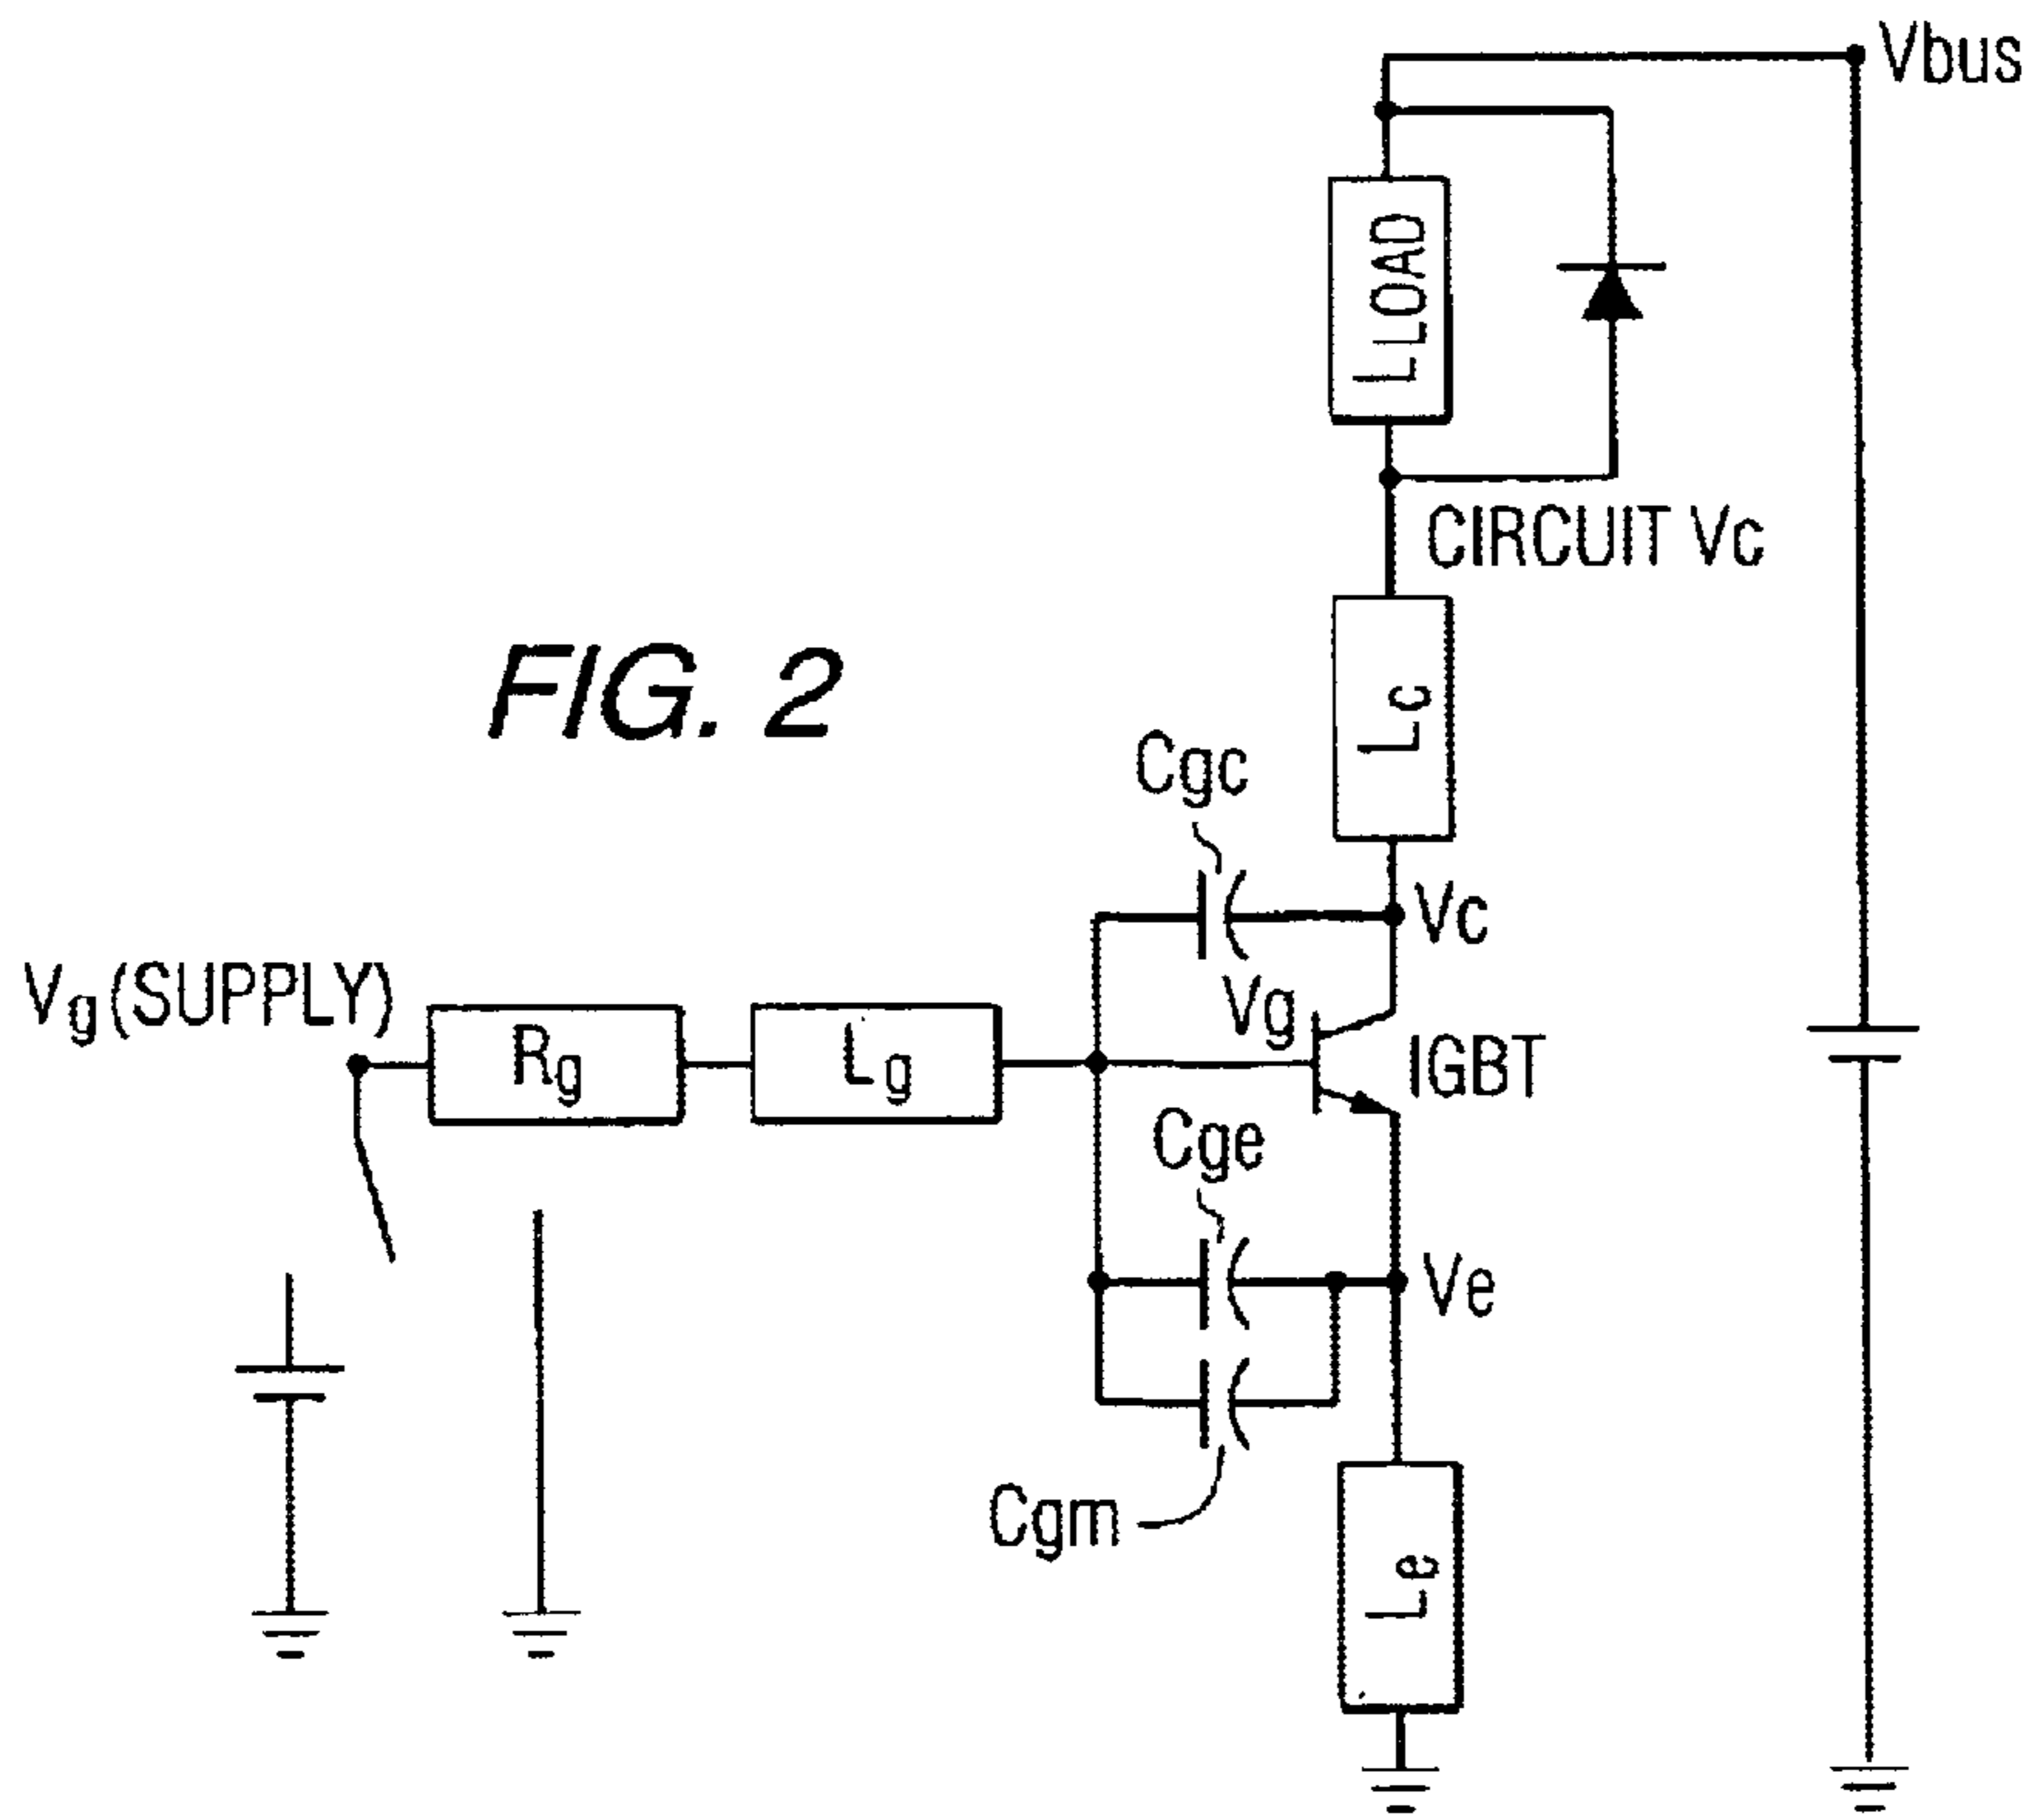 Vbus
LLOAD
CIRCUIT Vc
FIG. 2
Lc
Cgc
Vc
Vg (SUPPLY)
Rg
Lg
Vg
IGBT
Cge
Ve
Cgm
Le